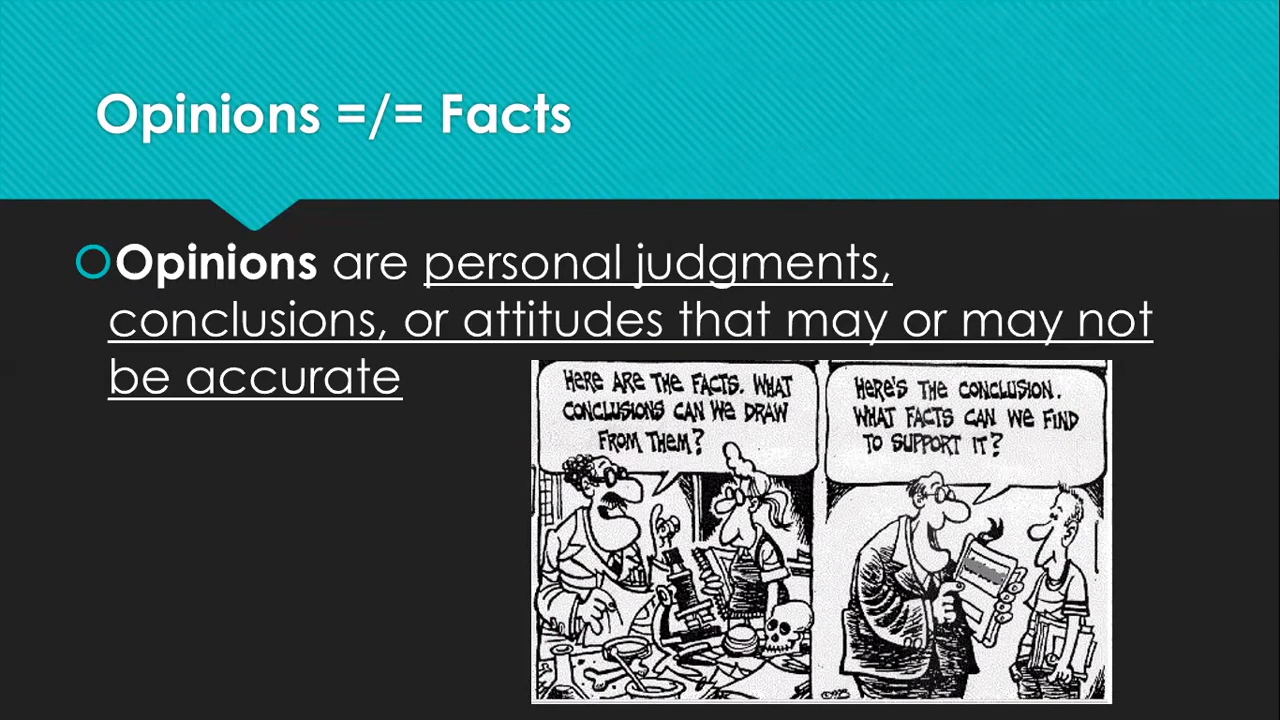 Opinions =/= Facts
Opinions are personal judgments,
conclusions, or attitudes that may or may not
be accurate
HERE ARE THE FACTS. WHAT
CONCLUSIONS CAN WE DRAW
FROM THEM?
HERE'S THE CONCLUSION.
WHAT FACTS CAN WE FIND
TO SUPPORT IT?